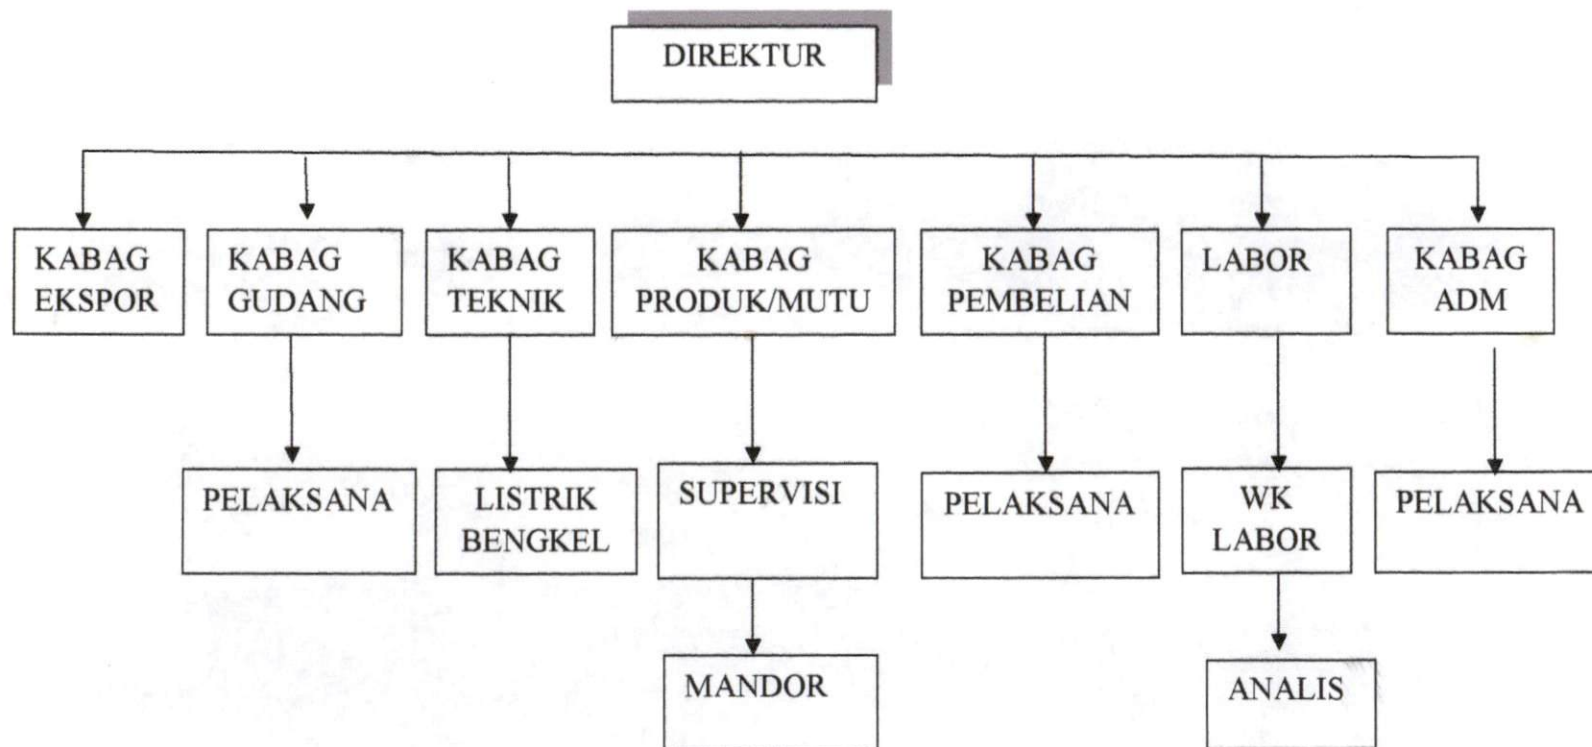 DIREKTUR
KABAG
EKSPOR
KABAG
GUDANG
KABAG
TEKNIK
KABAG
PRODUK/MUTU
KABAG
PEMBELIAN
LABOR
KABAG
ADM
PELAKSANA
LISTRIK
BENGKEL
SUPERVISI
PELAKSANA
WK
LABOR
PELAKSANA
MANDOR
ANALIS